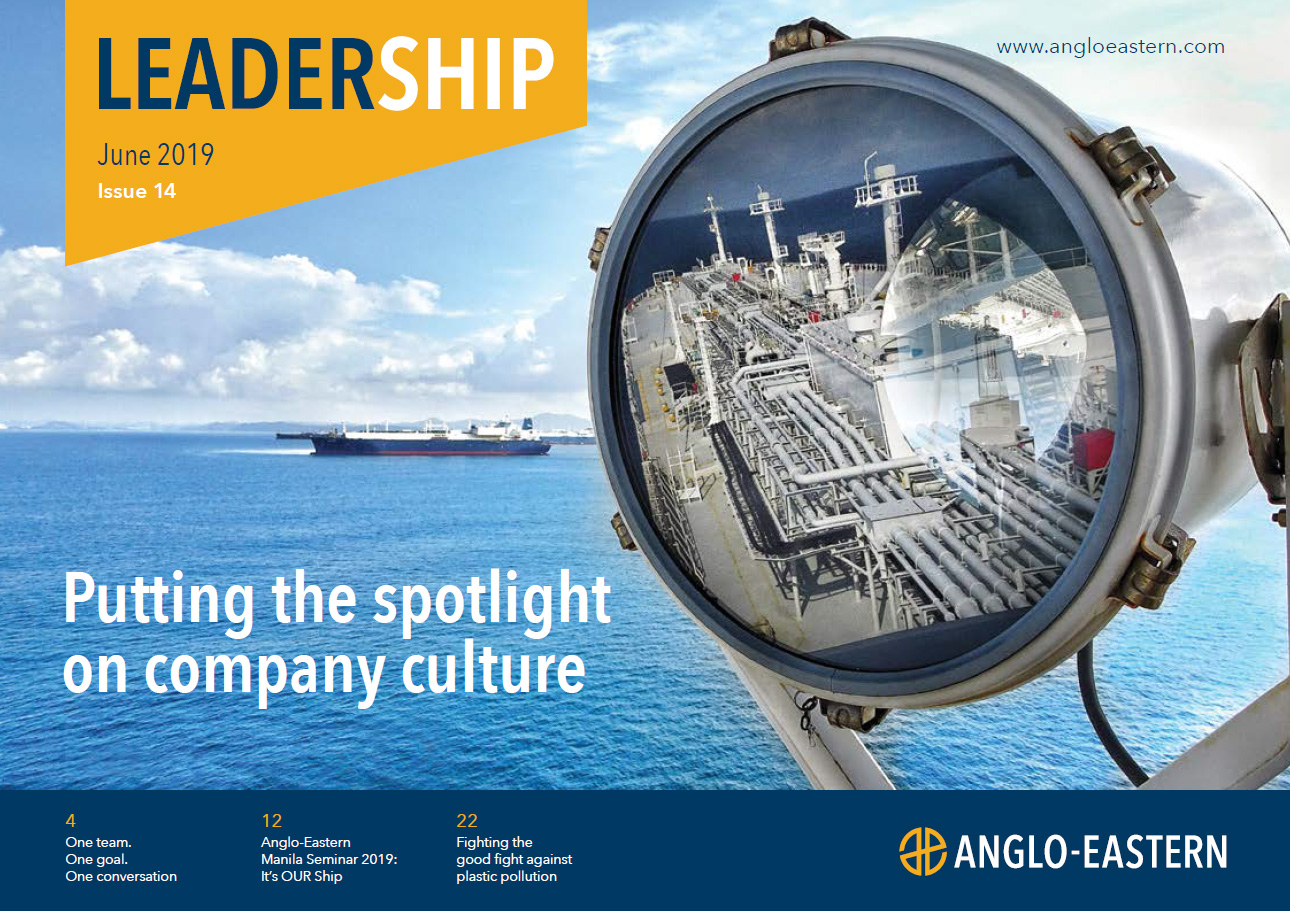 LEADERSHIP
www.angloeastern.com
June 2019
Issue 14
Putting the spotlight
on company culture
4
One team.
One goal.
One conversation
12
Anglo-Eastern
Manila Seminar 2019:
It's OUR Ship
22
Fighting the
good fight against
plastic pollution
ANGLO-EASTERN